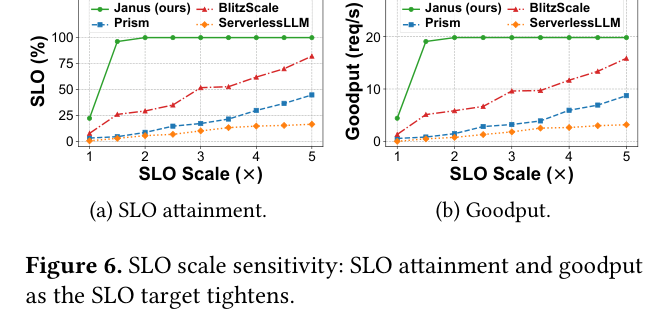 Janus (ours)
Prism
BlitzScale
ServerlessLLM
SLO (%)
100
75
50
25
0
1
2
3
4
5
SLO Scale (×)
(a) SLO attainment.
Janus (ours)
Prism
BlitzScale
ServerlessLLM
Goodput (req/s)
20
10
0
1
2
3
4
5
SLO Scale (×)
(b) Goodput.
Figure 6. SLO scale sensitivity: SLO attainment and goodput
as the SLO target tightens.